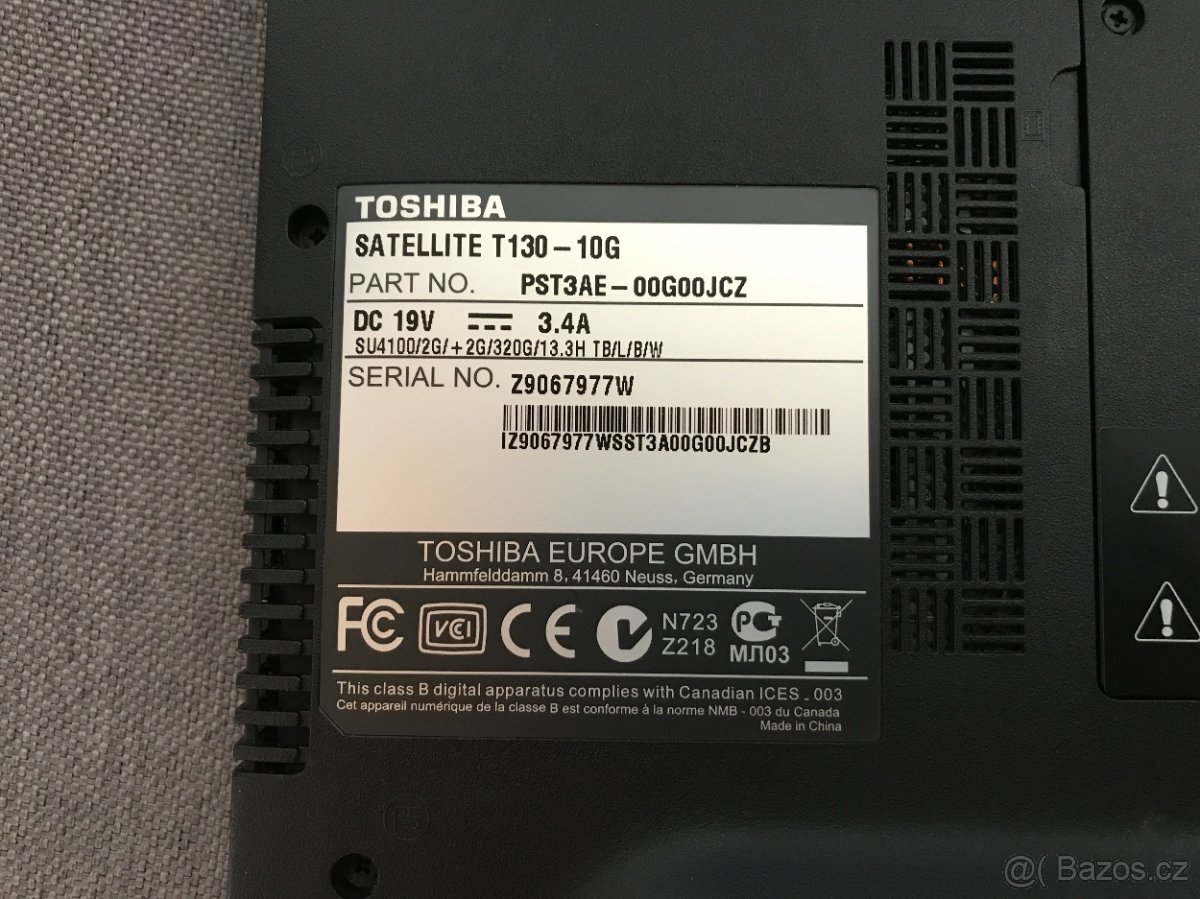 TOSHIBA
SATELLITE T130-10G
PART NO. PST3AE-00G00JCZ
DC 19V 3.4A
SU4100/2G/+2G/320G/13.3H TB/L/B/W
SERIAL NO. Z9067977W
IZ9067977WSST3A00G00JCZB
TOSHIBA EUROPE GMBH
Hammfelddamm 8, 41460 Neuss, Germany
FC VCI CE N723 PCT
Z218 МЛ03
This class B digital apparatus complies with Canadian ICES - 003
Cet appareil numérique de la classe B est conforme à la norme NMB - 003 du Canada
Made in China
@( Bazos.cz